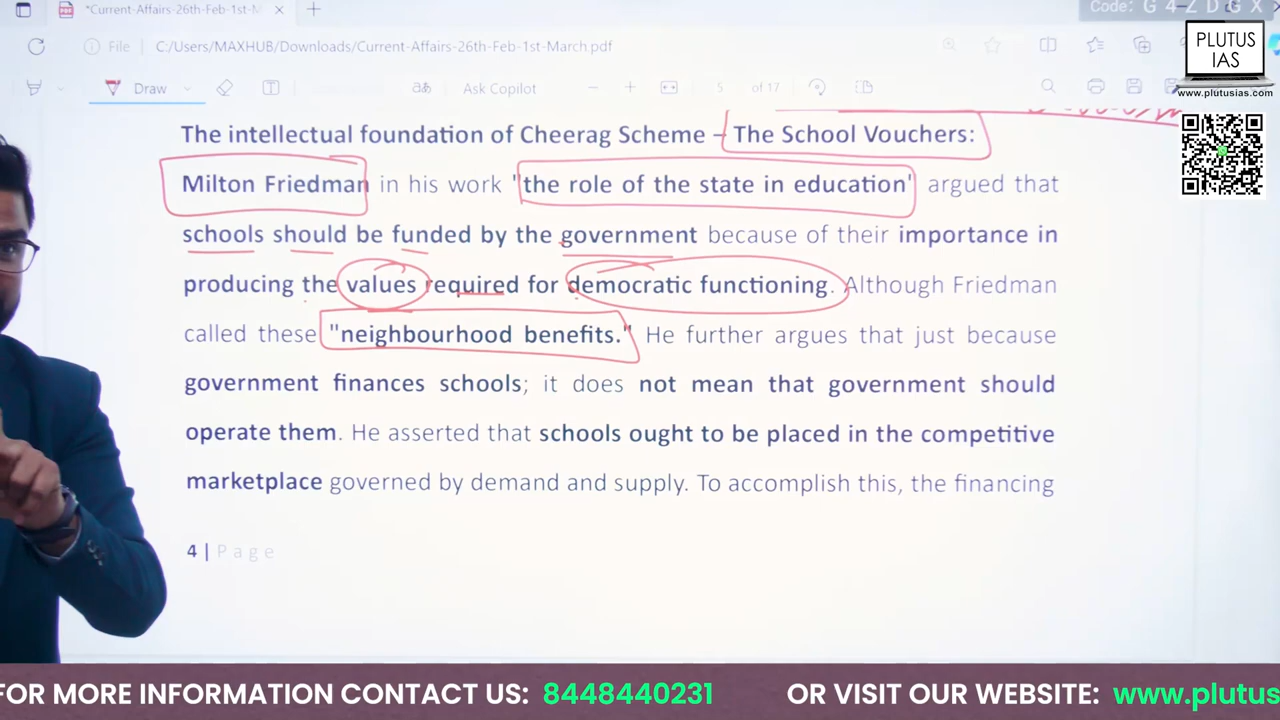 *Current-Affairs-26th-Feb-1st-M
Code: G 4 Z D G X
File C:/Users/MAXHUB/Downloads/Current-Affairs-26th-Feb-1st-March.pdf
Draw Ask Copilot 5 of 17
PLUTUS
IAS
www.plutusias.com
The intellectual foundation of Cheerag Scheme – The School Vouchers:
Milton Friedman in his work "the role of the state in education' argued that
schools should be funded by the government because of their importance in
producing the values required for democratic functioning. Although Friedman
called these "neighbourhood benefits." He further argues that just because
government finances schools; it does not mean that government should
operate them. He asserted that schools ought to be placed in the competitive
marketplace governed by demand and supply. To accomplish this, the financing
4 | Page
FOR MORE INFORMATION CONTACT US: 8448440231 OR VISIT OUR WEBSITE: www.plutus